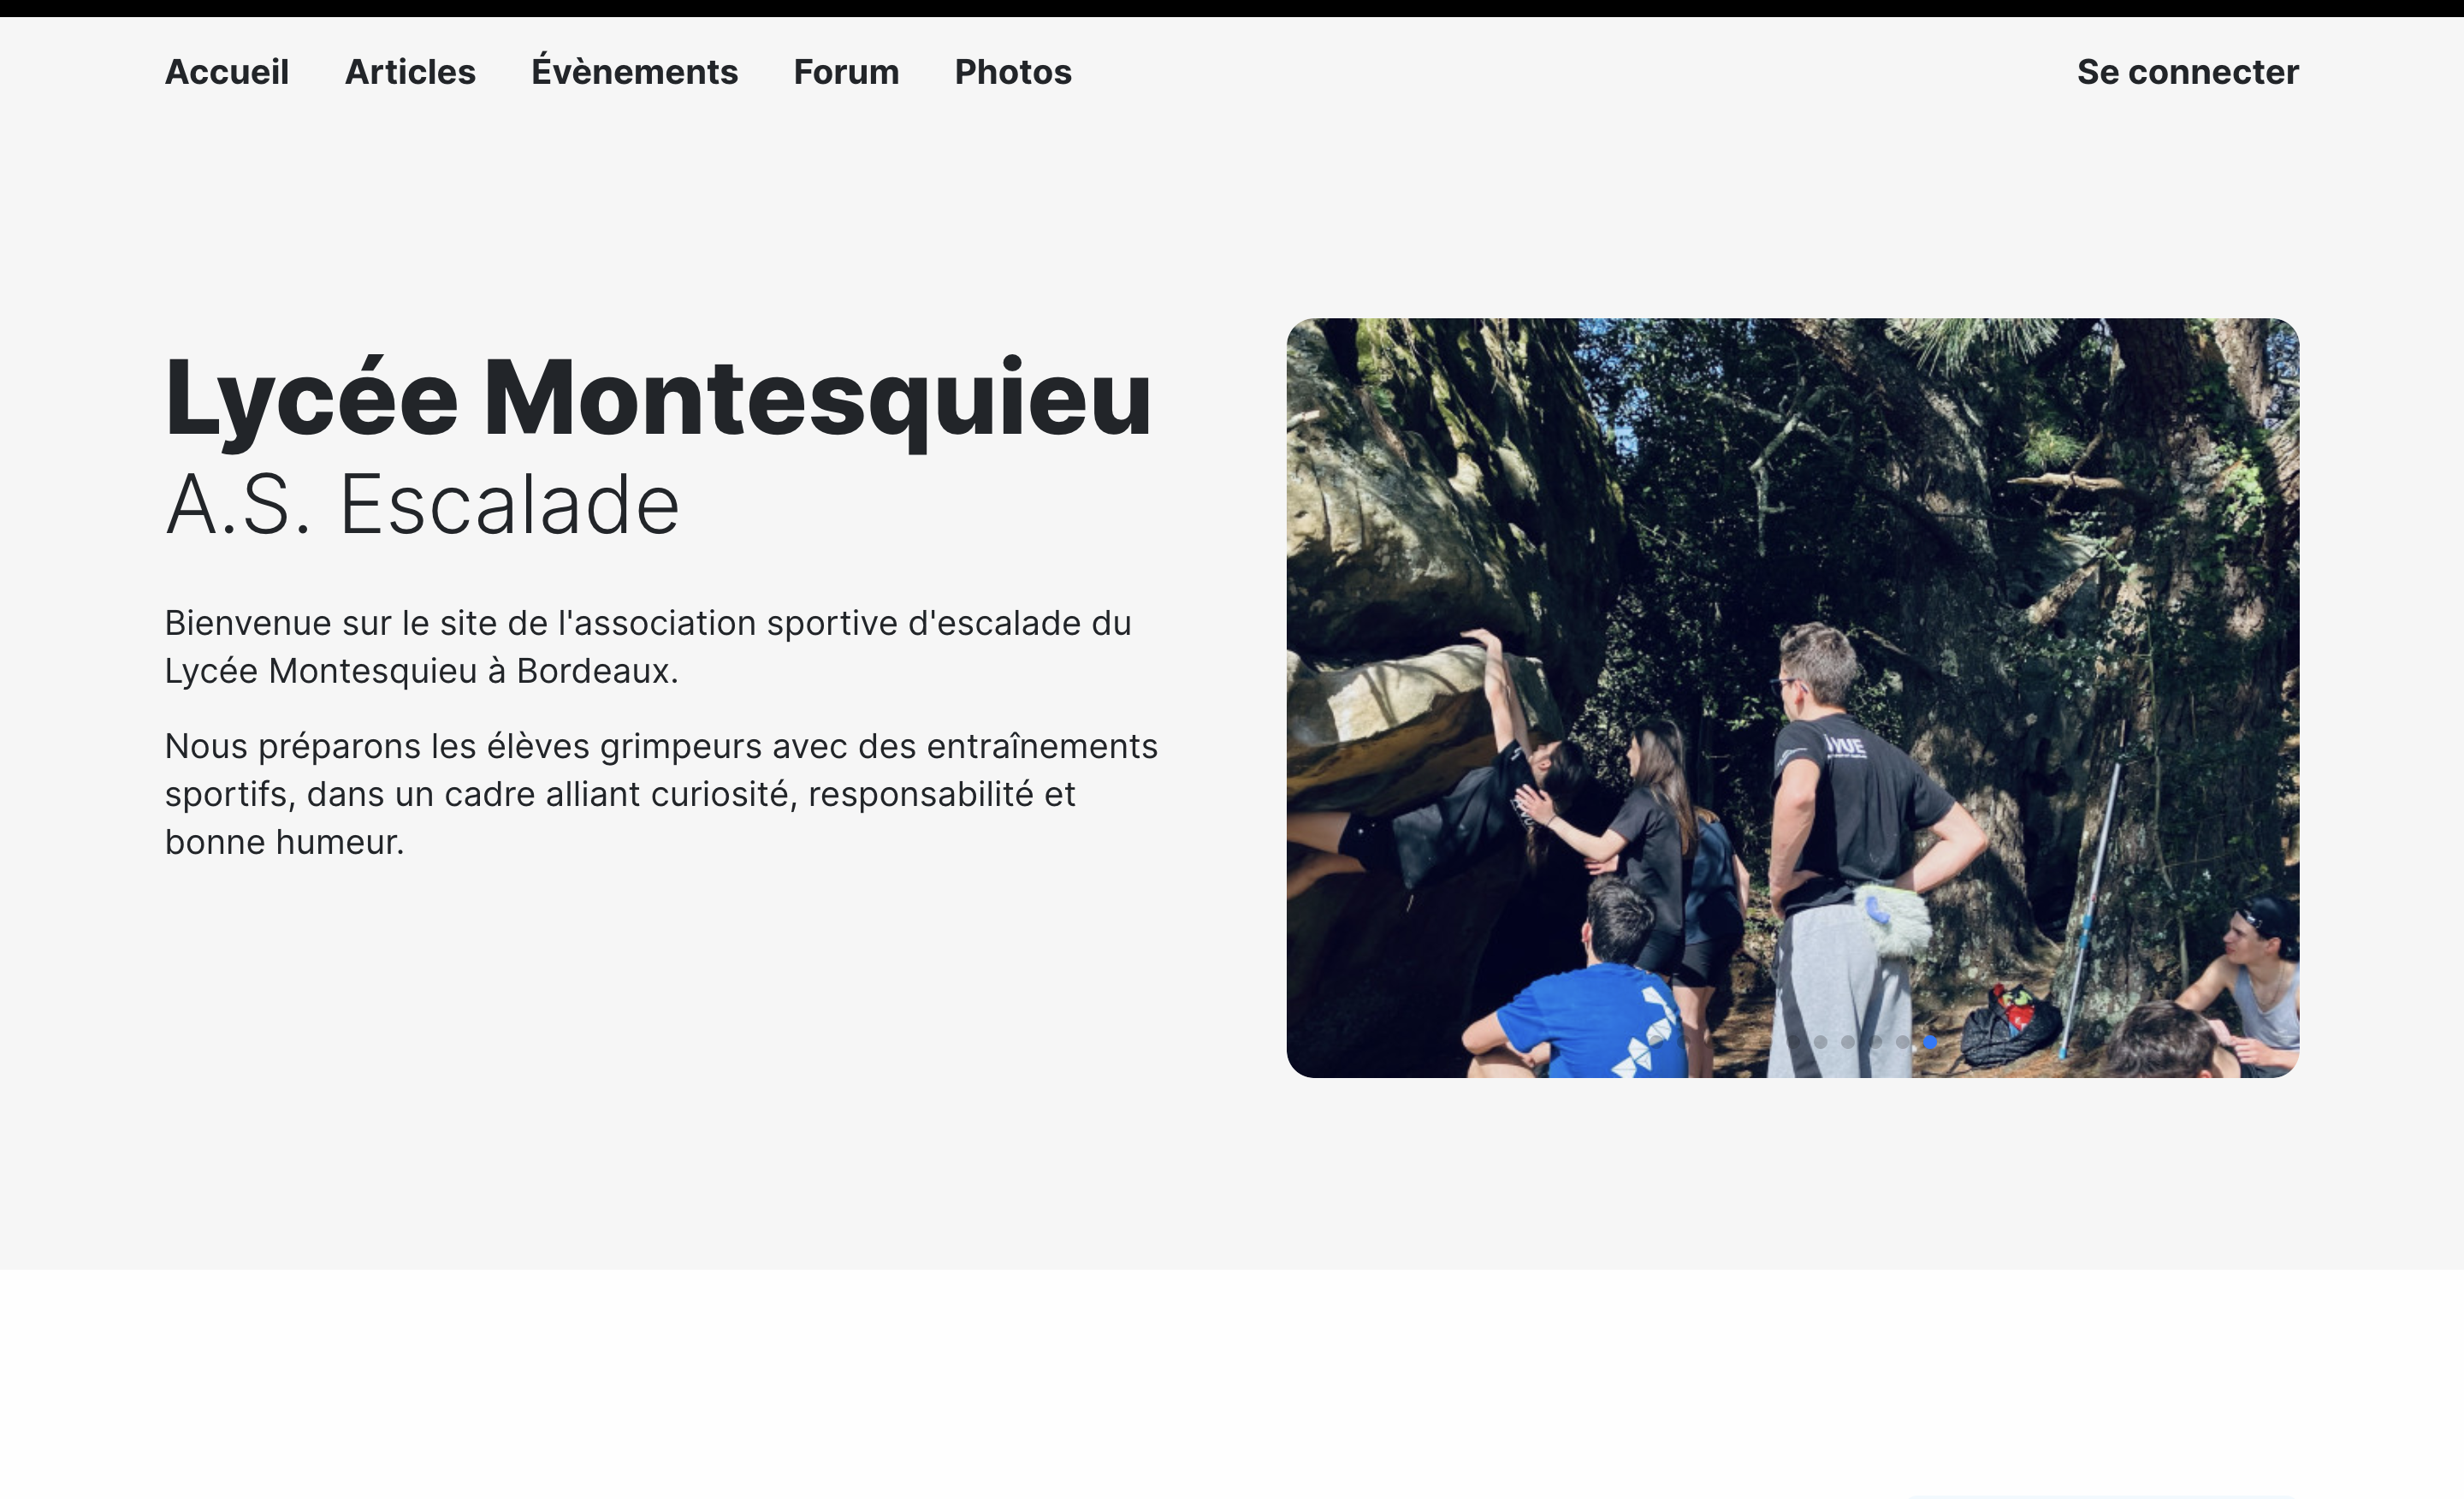 Accueil Articles Évènements Forum Photos Se connecter
Lycée Montesquieu
A.S. Escalade
Bienvenue sur le site de l'association sportive d'escalade du
Lycée Montesquieu à Bordeaux.
Nous préparons les élèves grimpeurs avec des entraînements
sportifs, dans un cadre alliant curiosité, responsabilité et
bonne humeur.